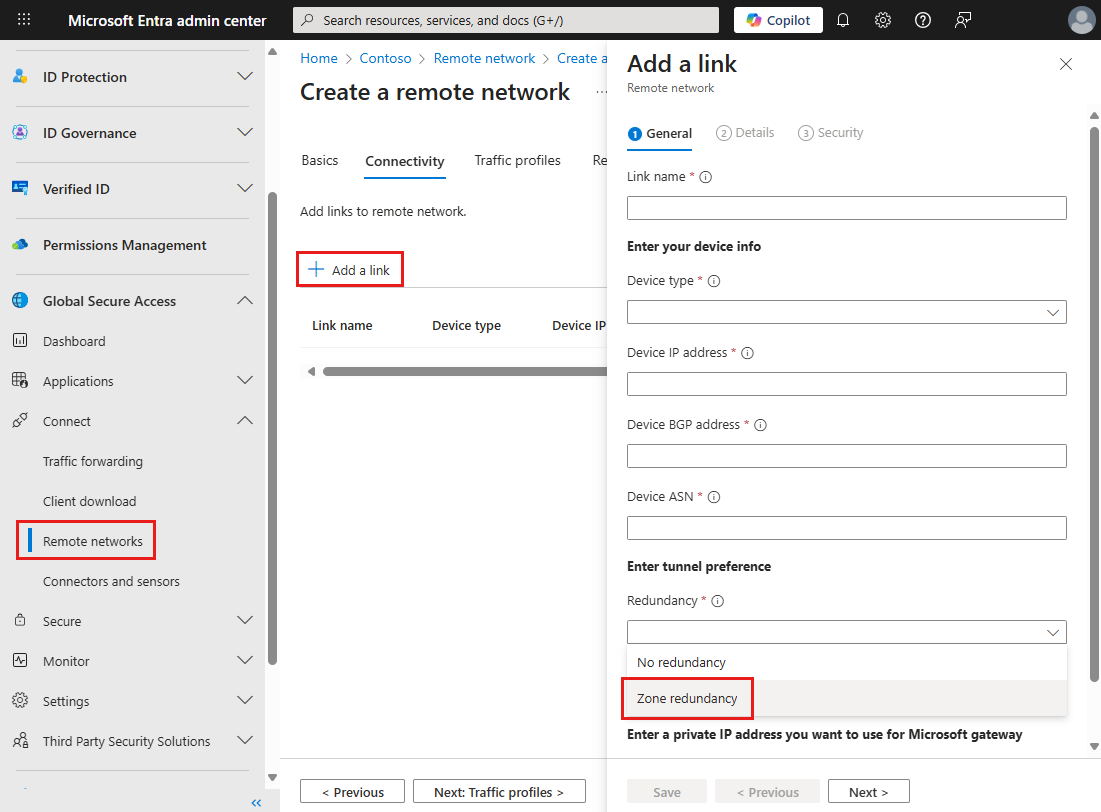 Microsoft Entra admin center
Search resources, services, and docs (G+/)
Copilot
ID Protection
ID Governance
Verified ID
Permissions Management
Global Secure Access
Dashboard
Applications
Connect
Traffic forwarding
Client download
Remote networks
Connectors and sensors
Secure
Monitor
Settings
Third Party Security Solutions
Home > Contoso > Remote network > Create a
Create a remote network ...
Basics Connectivity Traffic profiles Re
Add links to remote network.
+ Add a link
Link name Device type Device IP
< Previous Next: Traffic profiles >
Add a link
Remote network
1 General 2 Details 3 Security
Link name *
Enter your device info
Device type *
Device IP address *
Device BGP address *
Device ASN *
Enter tunnel preference
Redundancy *
No redundancy
Zone redundancy
Enter a private IP address you want to use for Microsoft gateway
Save < Previous Next >